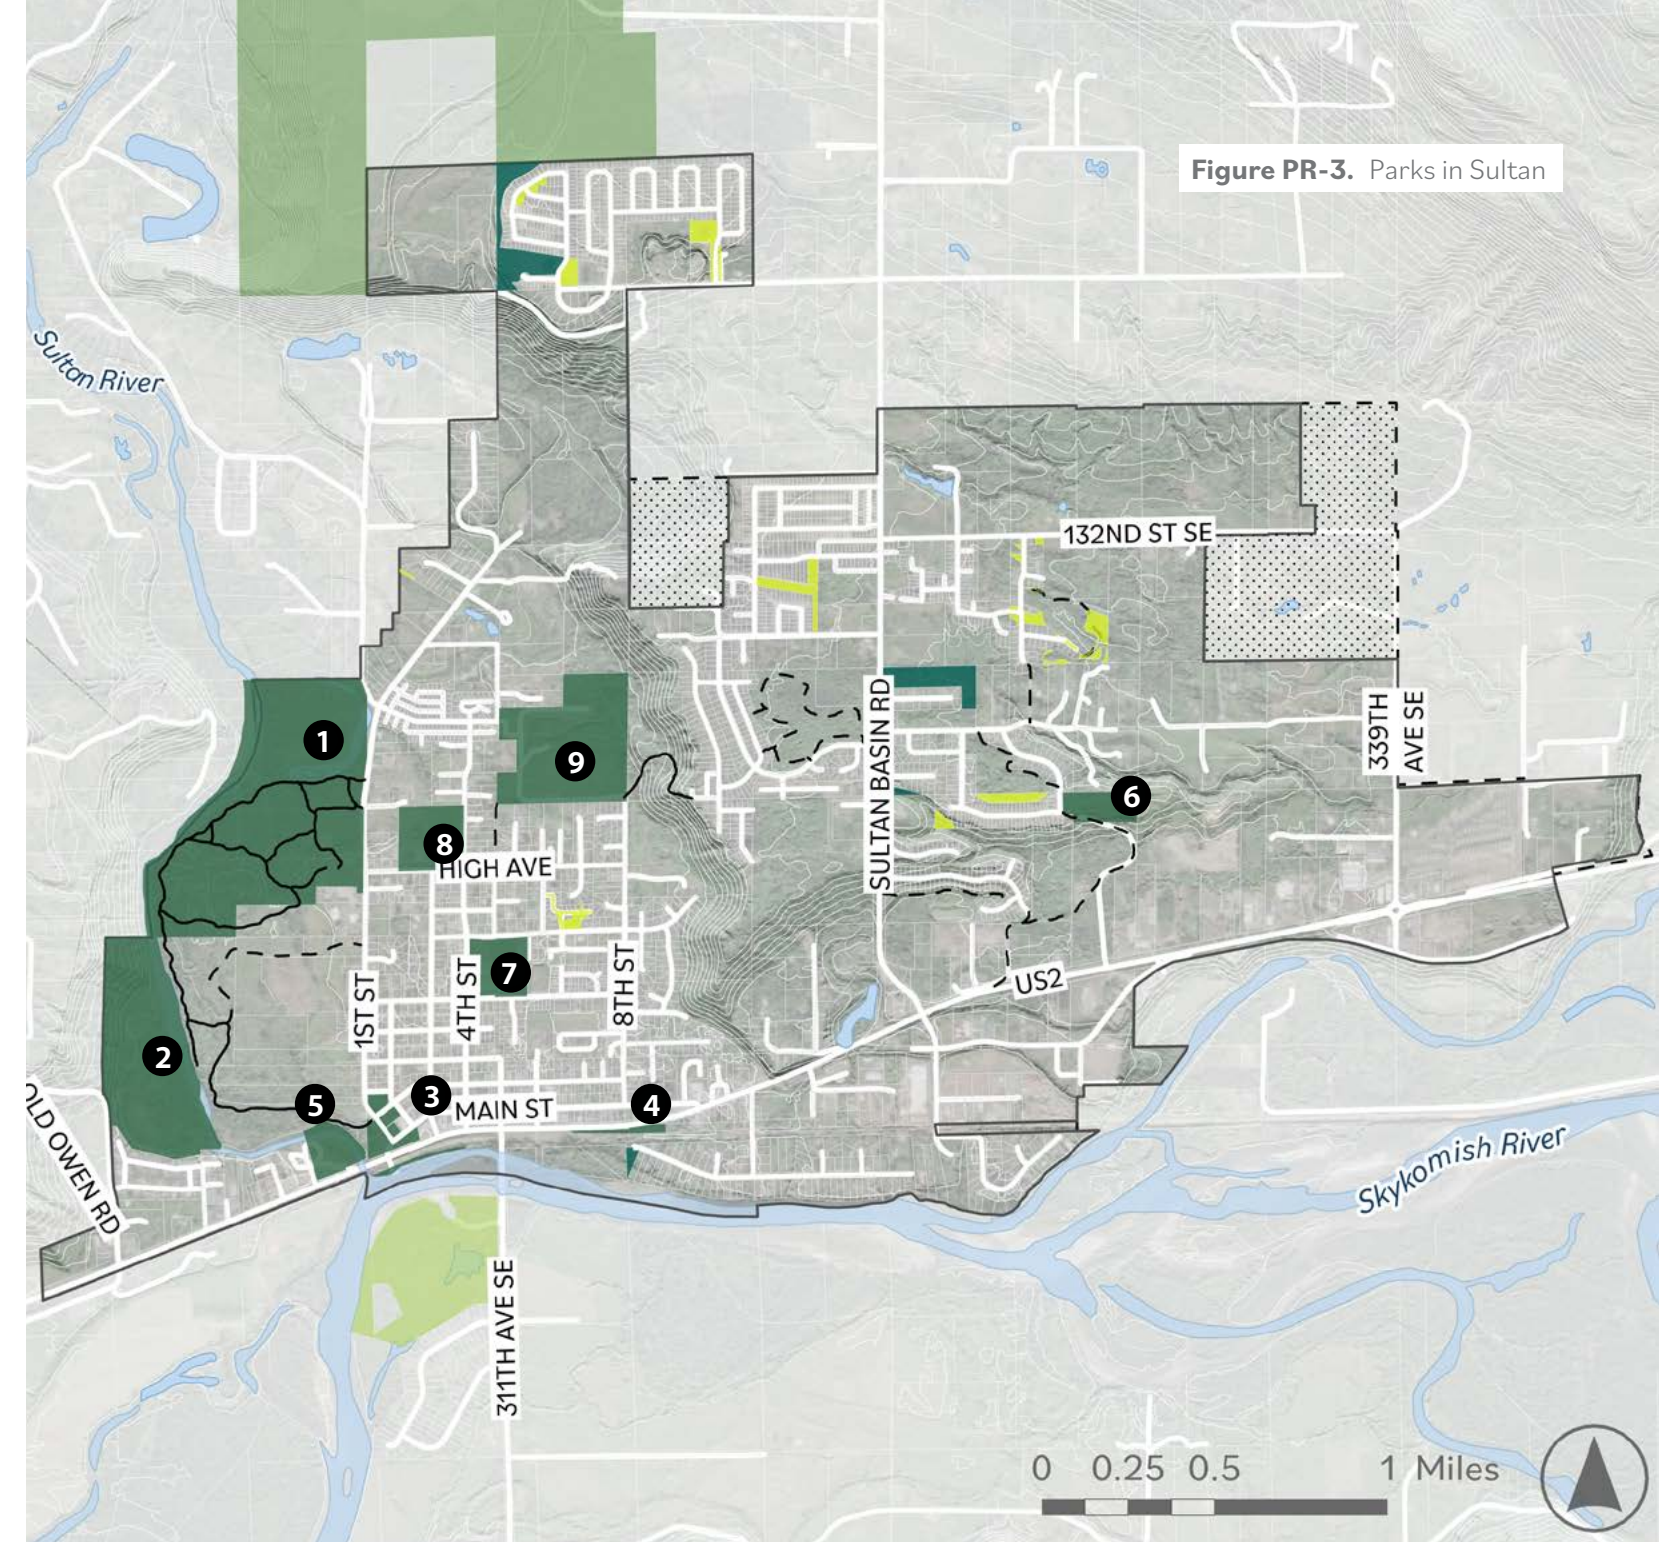 Figure PR-3. Parks in Sultan
Sultan River
132ND ST SE
SULTAN BASIN RD
339TH
AVE SE
1
9
6
8
HIGH AVE
7
1ST ST
4TH ST
8TH ST
US2
2
5
3
MAIN ST
4
OLD OWEN RD
Skykomish River
311TH AVE SE
0 0.25 0.5 1 Miles